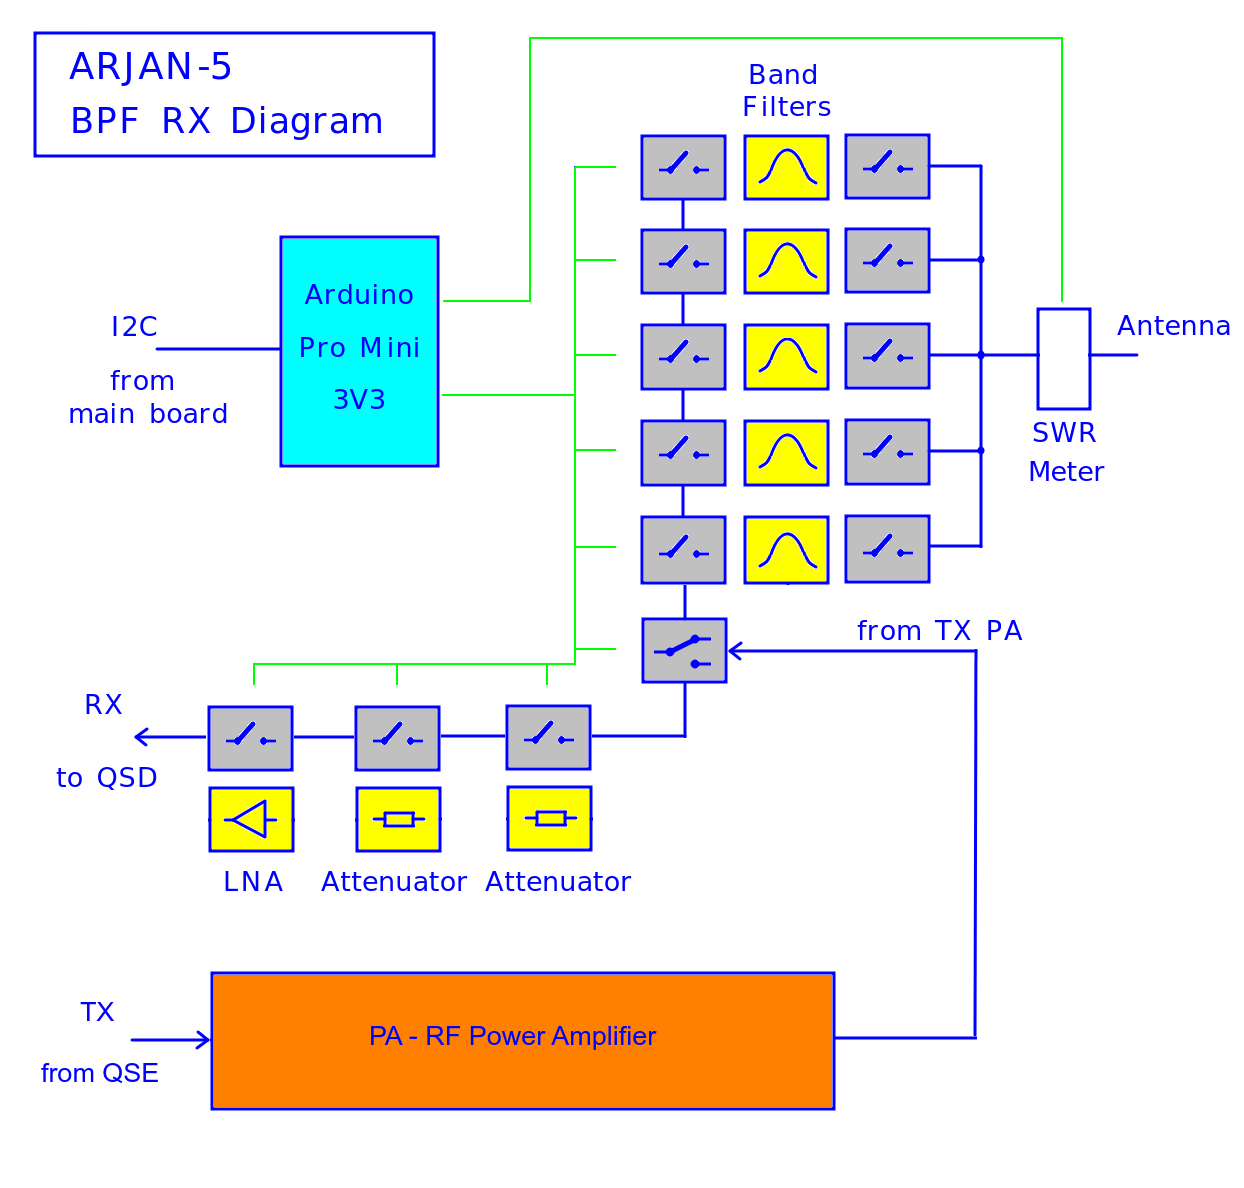 ARJAN-5
BPF RX Diagram
Band
Filters
Arduino
Pro Mini
3V3
I2C
from
main board
Antenna
SWR
Meter
from TX PA
RX
to QSD
LNA
Attenuator
Attenuator
TX
from QSE
PA - RF Power Amplifier